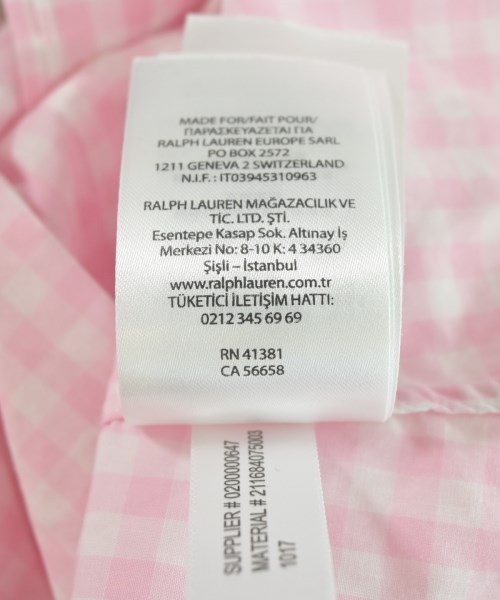 MADE FOR/FAIT POUR/
ΠΑΡΑΣΚΕΥΑΖΕΤΑΙ ΓΙΑ
RALPH LAUREN EUROPE SARL
PO BOX 2572
1211 GENEVA 2 SWITZERLAND
N.I.F.: IT03945310963
RALPH LAUREN MAĞAZACILIK VE
TİC. LTD. ŞTİ.
Esentepe Kasap Sok. Altınay İş
Merkezi No: 8-10 K: 4 34360
Şişli – İstanbul
www.ralphlauren.com.tr
TÜKETİCİ İLETİŞİM HATTI:
0212 345 69 69
RN 41381
CA 56658
SUPPLIER # 0200000647
MATERIAL # 211684075003
1017